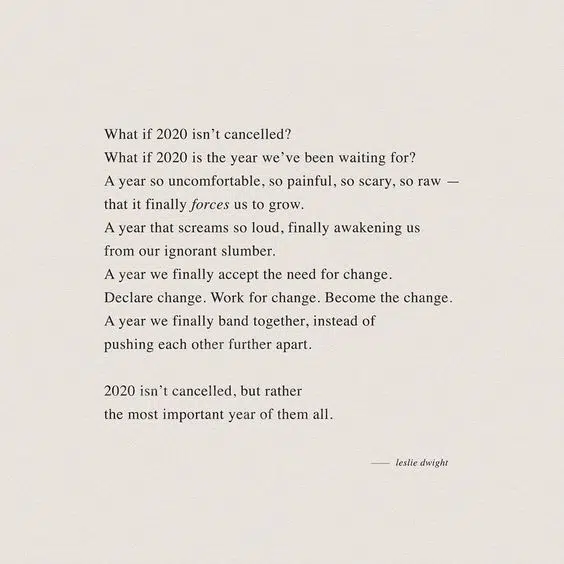 What if 2020 isn’t cancelled?
What if 2020 is the year we’ve been waiting for?
A year so uncomfortable, so painful, so scary, so raw —
that it finally forces us to grow.
A year that screams so loud, finally awakening us
from our ignorant slumber.
A year we finally accept the need for change.
Declare change. Work for change. Become the change.
A year we finally band together, instead of
pushing each other further apart.
2020 isn’t cancelled, but rather
the most important year of them all.
— leslie dwight